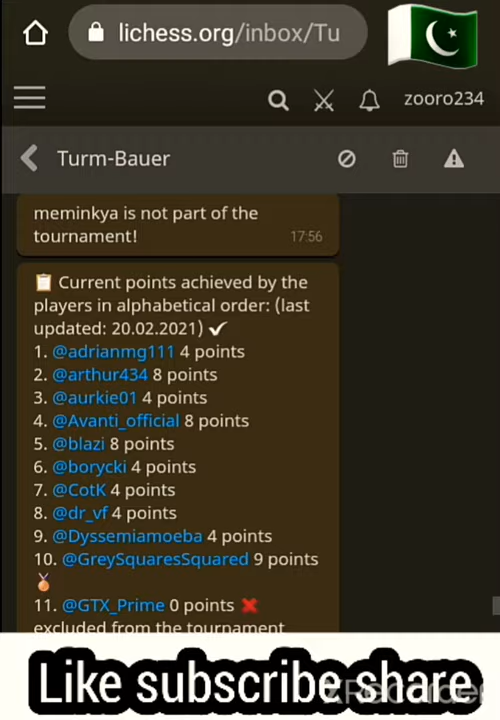 lichess.org/inbox/Tu
zooro234
Turm-Bauer
meminkya is not part of the
tournament!
17:56
📋 Current points achieved by the
players in alphabetical order: (last
updated: 20.02.2021) ✔
1. @adrianmg111 4 points
2. @arthur434 8 points
3. @aurkie01 4 points
4. @Avanti_official 8 points
5. @blazi 8 points
6. @borycki 4 points
7. @CotK 4 points
8. @dr_vf 4 points
9. @Dyssemiamoeba 4 points
10. @GreySquaresSquared 9 points
🏅
11. @GTX_Prime 0 points ❌
excluded from the tournament
Like subscribe share